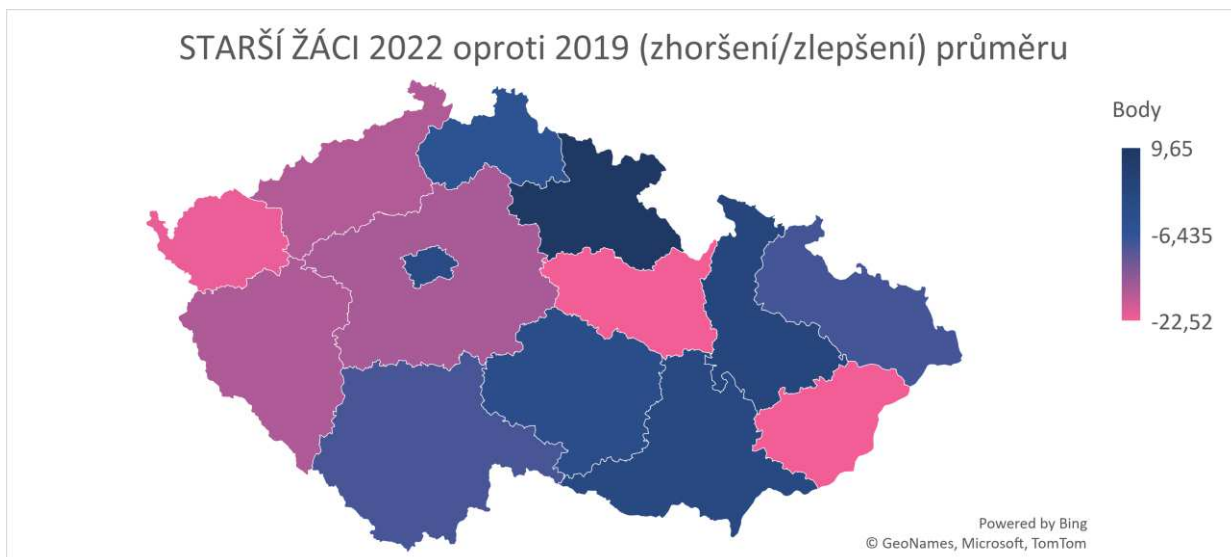 STARŠÍ ŽÁCI 2022 oproti 2019 (zhoršení/zlepšení) průměru
Body
9,65
-6,435
-22,52
Powered by Bing
© GeoNames, Microsoft, TomTom